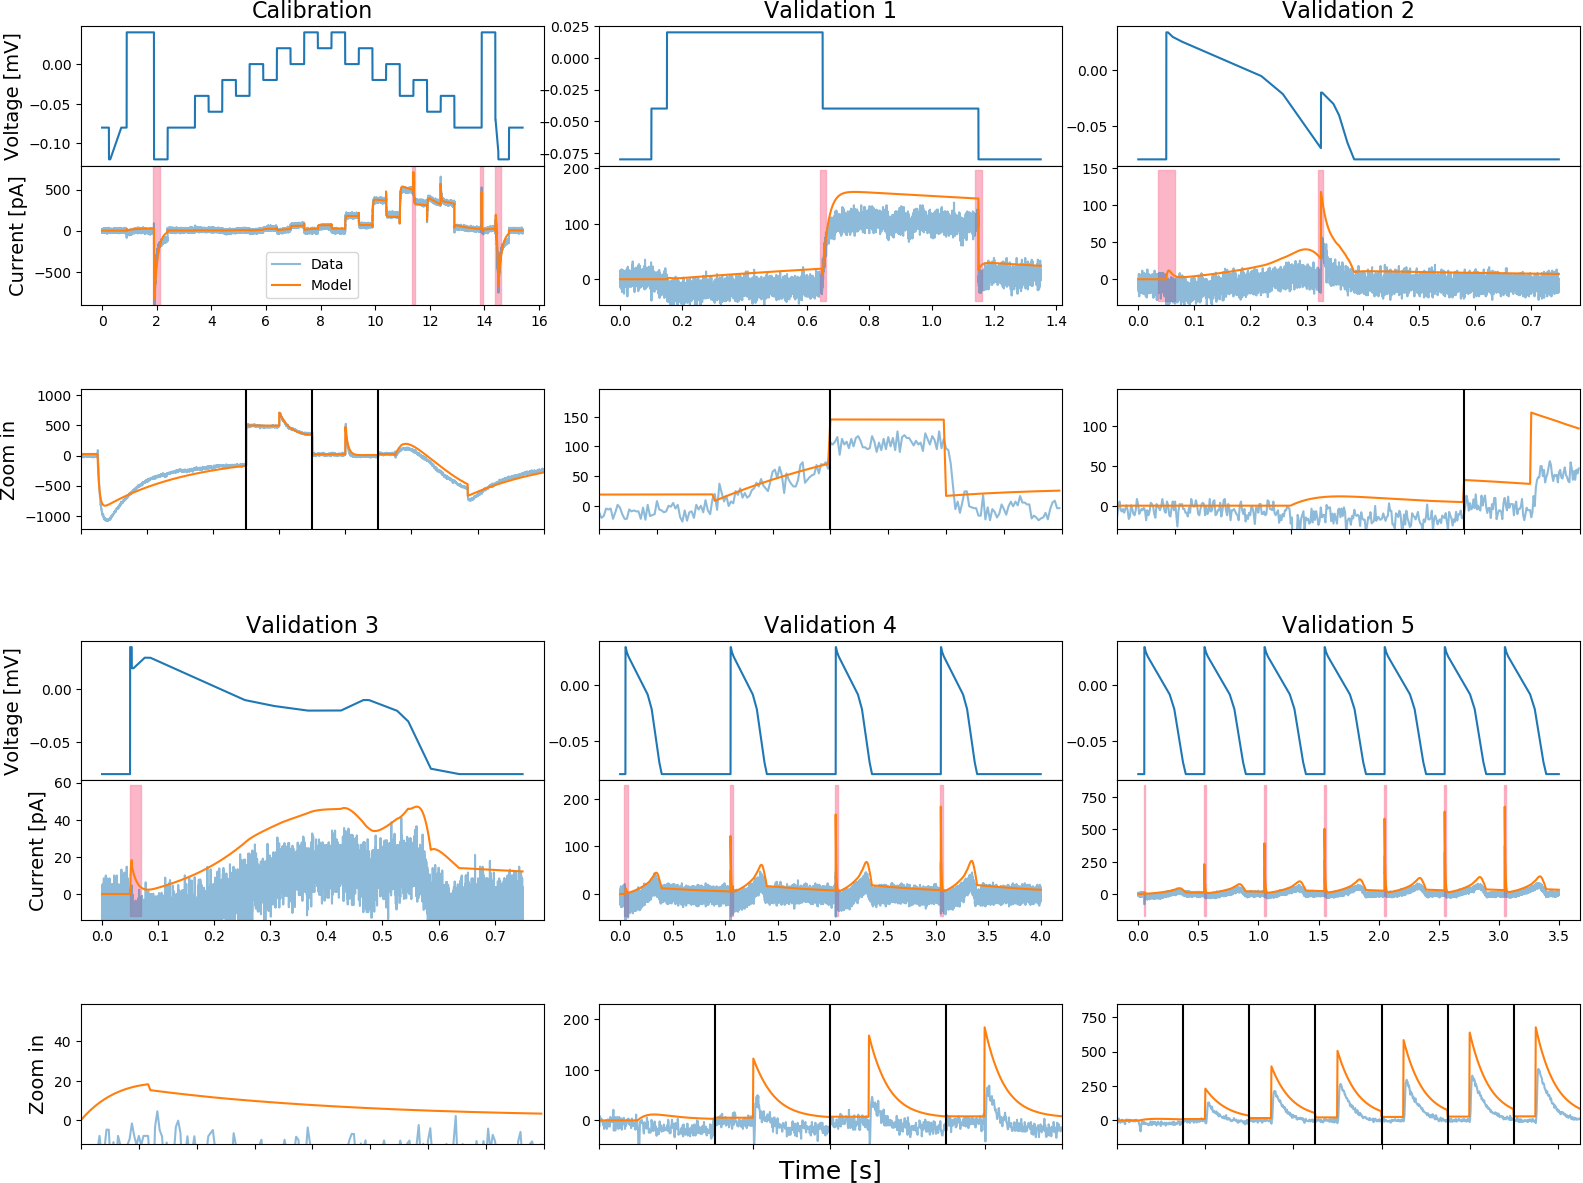 Calibration
Validation 1
Validation 2
Voltage [mV]
0.00
−0.05
−0.10
0.025
0.000
−0.025
−0.050
−0.075
0.00
−0.05
Current [pA]
500
0
−500
Data
Model
0 2 4 6 8 10 12 14 16
200
100
0
0.0 0.2 0.4 0.6 0.8 1.0 1.2 1.4
150
100
50
0
0.0 0.1 0.2 0.3 0.4 0.5 0.6 0.7
Zoom in
1000
500
0
−500
−1000
150
100
50
0
100
50
0
Validation 3
Validation 4
Validation 5
Voltage [mV]
0.00
−0.05
0.00
−0.05
0.00
−0.05
Current [pA]
60
40
20
0
0.0 0.1 0.2 0.3 0.4 0.5 0.6 0.7
200
100
0
0.0 0.5 1.0 1.5 2.0 2.5 3.0 3.5 4.0
750
500
250
0
0.0 0.5 1.0 1.5 2.0 2.5 3.0 3.5
Zoom in
40
20
0
200
100
0
750
500
250
0
Time [s]